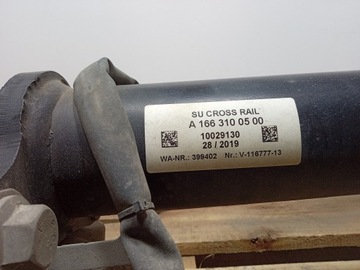 SU CROSS RAIL
A 166 310 05 00
10029130
28 / 2019
WA-NR.: 399402 Nr.: V-116777-13